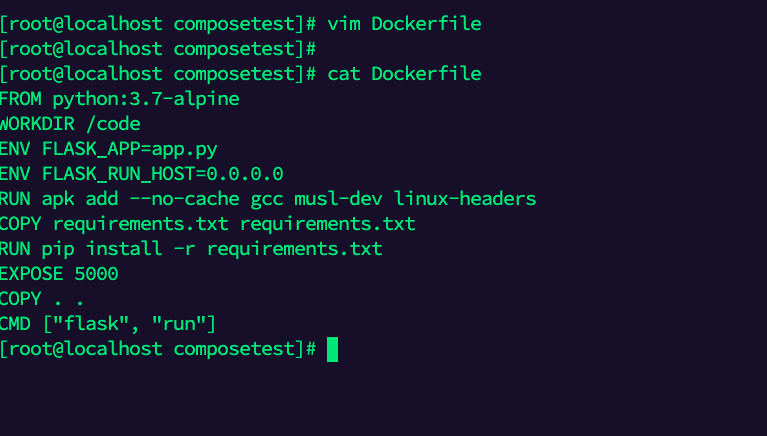 [root@localhost composetest]# vim Dockerfile
[root@localhost composetest]#
[root@localhost composetest]# cat Dockerfile
FROM python:3.7-alpine
WORKDIR /code
ENV FLASK_APP=app.py
ENV FLASK_RUN_HOST=0.0.0.0
RUN apk add --no-cache gcc musl-dev linux-headers
COPY requirements.txt requirements.txt
RUN pip install -r requirements.txt
EXPOSE 5000
COPY . .
CMD ["flask", "run"]
[root@localhost composetest]#